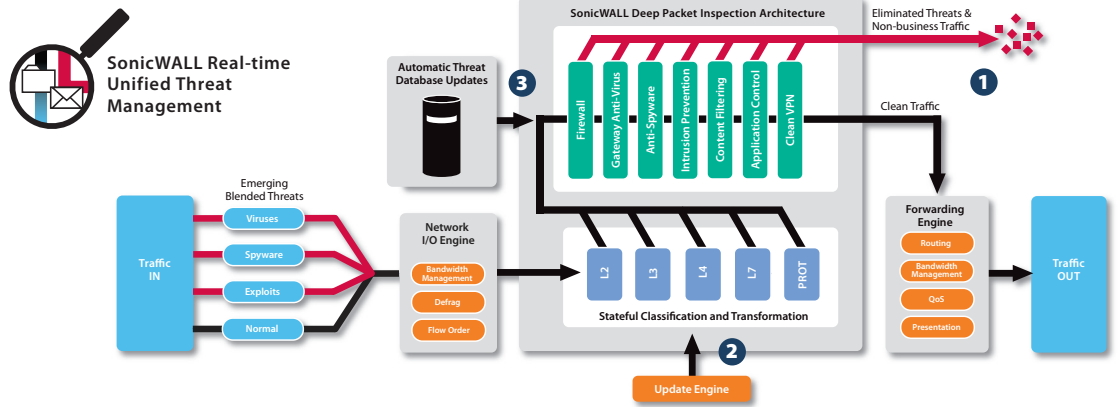 SonicWALL Real-time
Unified Threat
Management
SonicWALL Deep Packet Inspection Architecture
Eliminated Threats &
Non-business Traffic
1
Automatic Threat
Database Updates
3
Firewall
Gateway Anti-Virus
Anti-Spyware
Intrusion Prevention
Content Filtering
Application Control
Clean VPN
Clean Traffic
Emerging
Blended Threats
Traffic
IN
Viruses
Spyware
Exploits
Normal
Network
I/O Engine
Bandwidth
Management
Defrag
Flow Order
L2
L3
L4
L7
PROT
Stateful Classification and Transformation
2
Update Engine
Forwarding
Engine
Routing
Bandwidth
Management
QoS
Presentation
Traffic
OUT